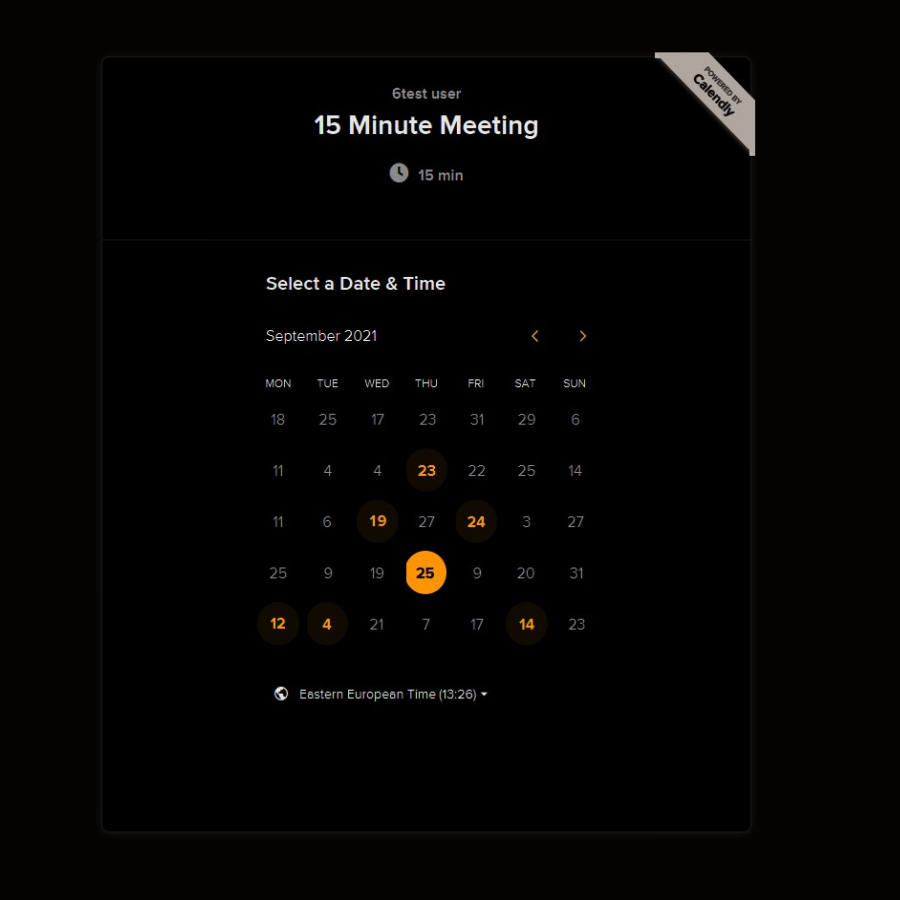 POWERED BY
Calendly
6test user
15 Minute Meeting
15 min
Select a Date & Time
September 2021
MON TUE WED THU FRI SAT SUN
18 25 17 23 31 29 6
11 4 4 23 22 25 14
11 6 19 27 24 3 27
25 9 19 25 9 20 31
12 4 21 7 17 14 23
Eastern European Time (13:26)